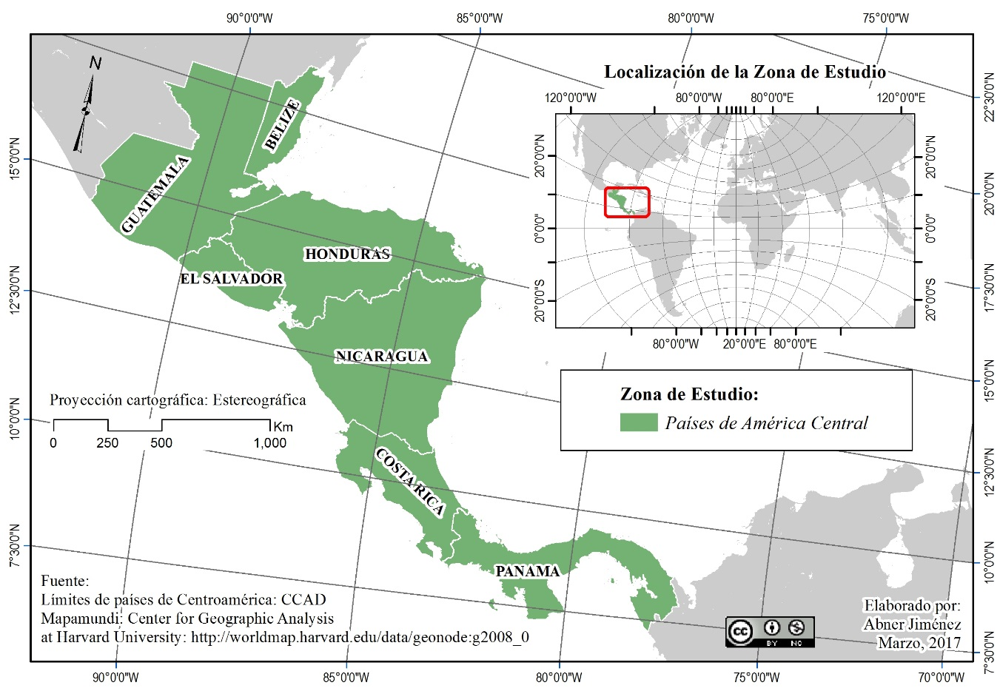 90°0'0"W
85°0'0"W
80°0'0"W
75°0'0"W
N
Localización de la Zona de Estudio
120°0'0"W
80°0'0"W
80°0'0"E
120°0'0"E
20°0'0"N
0°0'0"
20°0'0"S
20°0'0"N
0°0'0"
20°0'0"S
80°0'0"W
20°0'0"E
80°0'0"E
15°0'0"N
12°30'0"N
10°0'0"N
7°30'0"N
22°30'0"N
20°0'0"N
17°30'0"N
15°0'0"N
12°30'0"N
10°0'0"N
7°30'0"N
BELIZE
GUATEMALA
HONDURAS
EL SALVADOR
NICARAGUA
COSTA RICA
PANAMA
Zona de Estudio:
Países de América Central
Proyección cartográfica: Estereográfica
Km
0 250 500 1,000
Fuente:
Límites de países de Centroamérica: CCAD
Mapamundi: Center for Geographic Analysis
at Harvard University: http://worldmap.harvard.edu/data/geonode:g2008_0
cc
BY NC
Elaborado por:
Abner Jiménez
Marzo, 2017
90°0'0"W
85°0'0"W
80°0'0"W
75°0'0"W
70°0'0"W